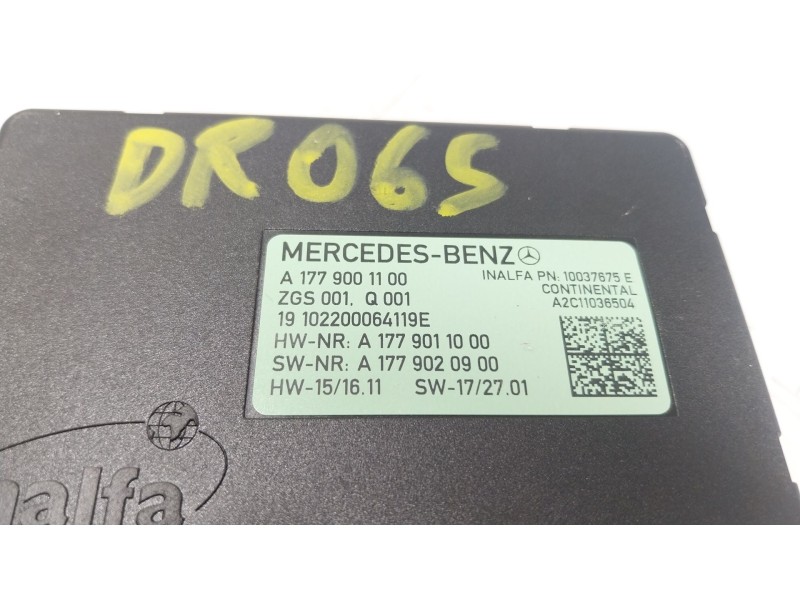 DR06S
MERCEDES-BENZ
A 177 900 11 00
INALFA PN: 10037675 E
ZGS 001, Q 001
CONTINENTAL
A2C11036504
19 102200064119E
HW-NR: A 177 901 10 00
SW-NR: A 177 902 09 00
HW-15/16.11 SW-17/27.01
nalfa